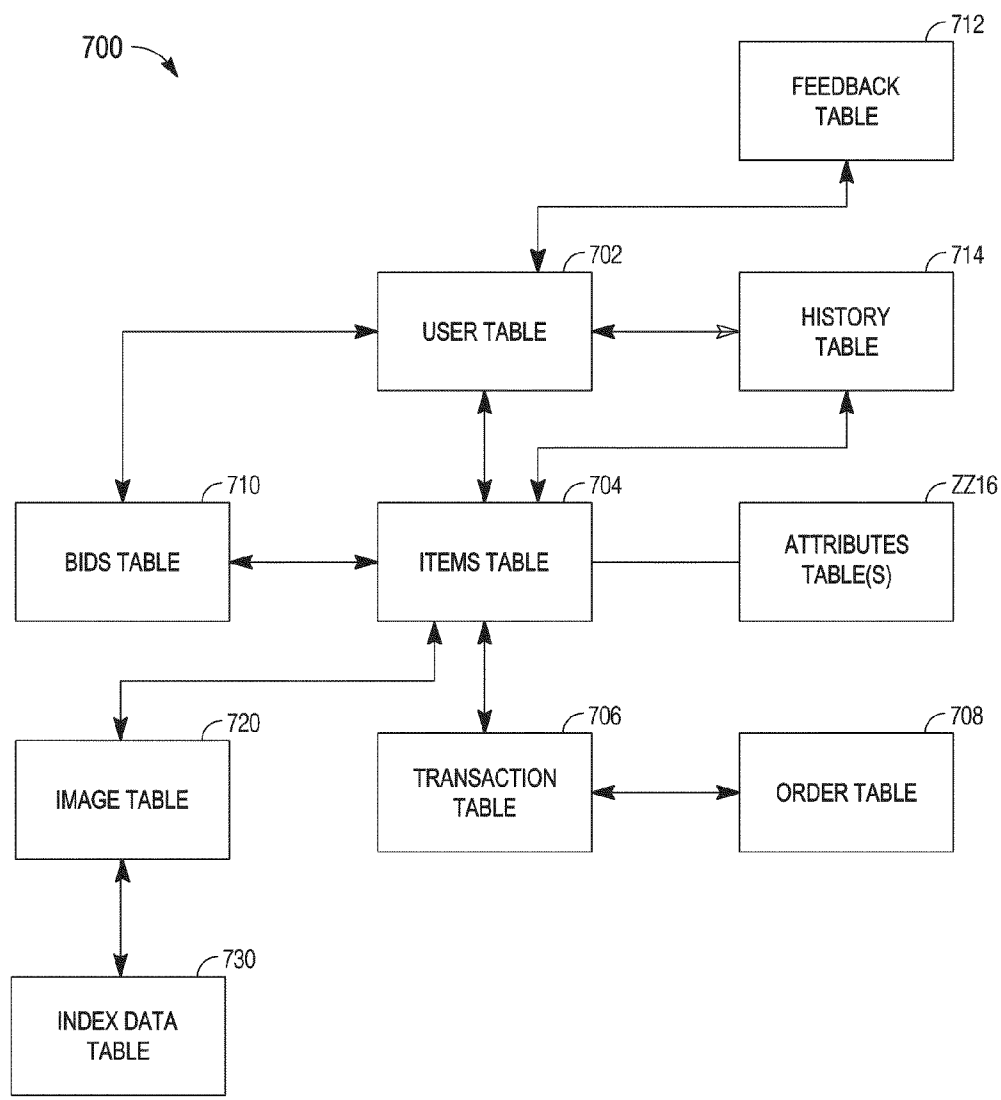 700
712
FEEDBACK
TABLE
702
USER TABLE
714
HISTORY
TABLE
710
BIDS TABLE
704
ITEMS TABLE
ZZ16
ATTRIBUTES
TABLE(S)
720
IMAGE TABLE
706
TRANSACTION
TABLE
708
ORDER TABLE
730
INDEX DATA
TABLE